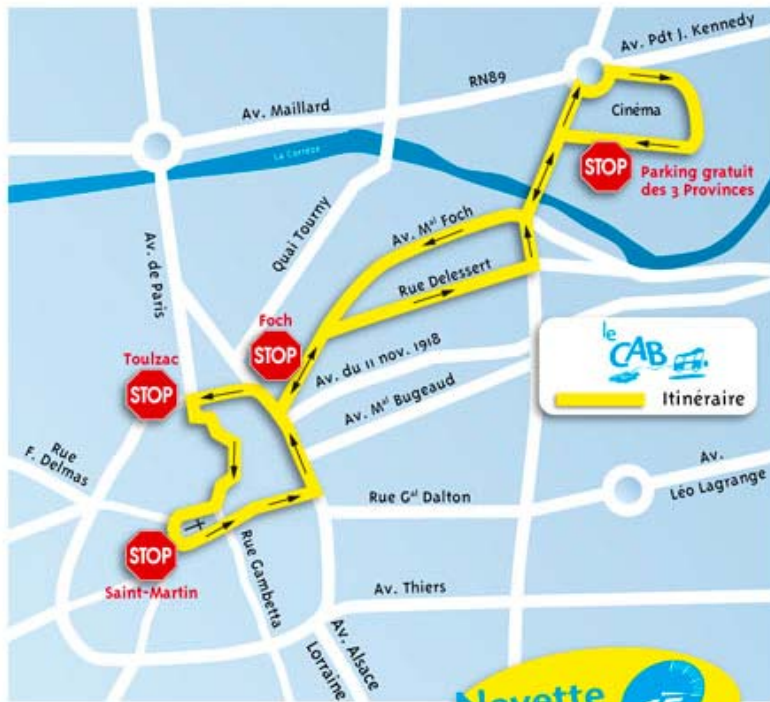 Av. Pdt J. Kennedy
RN89
Cinéma
Av. Maillard
La Corrèze
STOP
Parking gratuit
des 3 Provinces
Quai Tourny
Av. Mal Foch
Av. de Paris
Rue Delessert
Foch
STOP
Av. du 11 nov. 1918
Toulzac
STOP
Av. Mal Bugeaud
le
CAB
Itinéraire
Rue
F. Delmas
Av.
Léo Lagrange
Rue Gal Dalton
STOP
Saint-Martin
Rue Gambetta
Av. Thiers
Av. Alsace
Lorraine
Navette